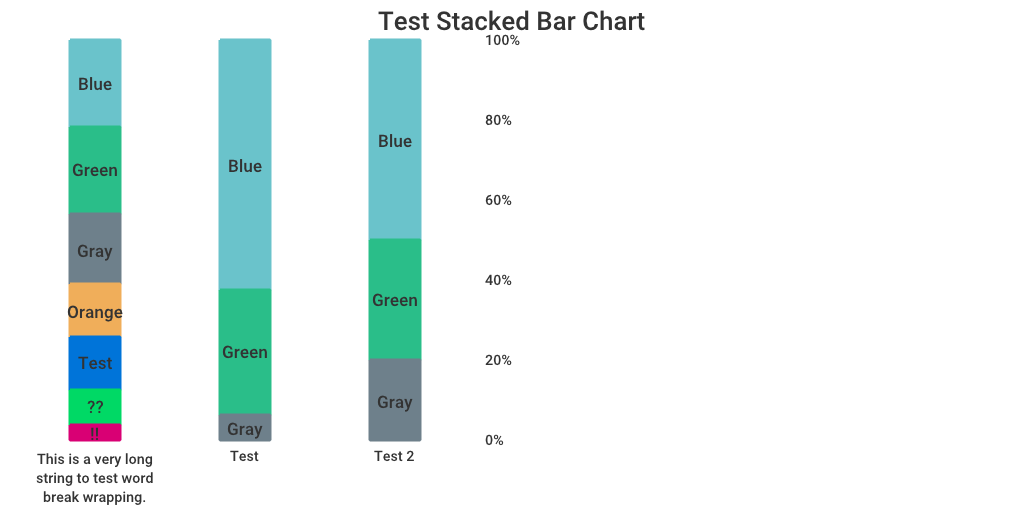 Test Stacked Bar Chart
100%
80%
60%
40%
20%
0%
Blue
Green
Gray
Orange
Test
??
!!
This is a very long
string to test word
break wrapping.
Blue
Green
Gray
Test
Blue
Green
Gray
Test 2